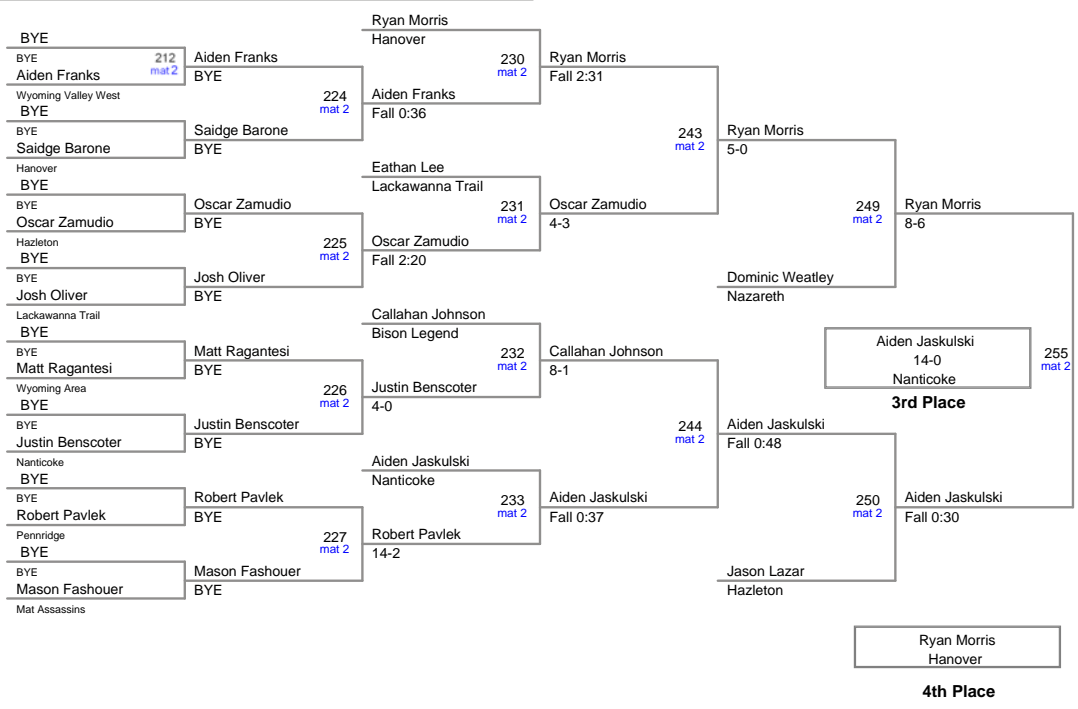 BYE
BYE
212
mat 2
Aiden Franks
Wyoming Valley West
BYE
BYE
Saidge Barone
Hanover
BYE
BYE
Oscar Zamudio
Hazleton
BYE
BYE
Josh Oliver
Lackawanna Trail
BYE
BYE
Matt Ragantesi
Wyoming Area
BYE
BYE
Justin Benscoter
Nanticoke
BYE
BYE
Robert Pavlek
Pennridge
BYE
BYE
Mason Fashouer
Mat Assassins
Aiden Franks
BYE
224
mat 2
Saidge Barone
BYE
Oscar Zamudio
BYE
225
mat 2
Josh Oliver
BYE
Matt Ragantesi
BYE
226
mat 2
Justin Benscoter
BYE
Robert Pavlek
BYE
227
mat 2
Mason Fashouer
BYE
Ryan Morris
Hanover
230
mat 2
Aiden Franks
Fall 0:36
Eathan Lee
Lackawanna Trail
231
mat 2
Oscar Zamudio
Fall 2:20
Callahan Johnson
Bison Legend
232
mat 2
Justin Benscoter
4-0
Aiden Jaskulski
Nanticoke
233
mat 2
Robert Pavlek
14-2
Ryan Morris
Fall 2:31
243
mat 2
Oscar Zamudio
4-3
Callahan Johnson
8-1
244
mat 2
Aiden Jaskulski
Fall 0:37
Ryan Morris
5-0
249
mat 2
Dominic Weatley
Nazareth
Aiden Jaskulski
Fall 0:48
250
mat 2
Jason Lazar
Hazleton
Ryan Morris
8-6
Aiden Jaskulski
14-0
Nanticoke
3rd Place
255
mat 2
Aiden Jaskulski
Fall 0:30
Ryan Morris
Hanover
4th Place